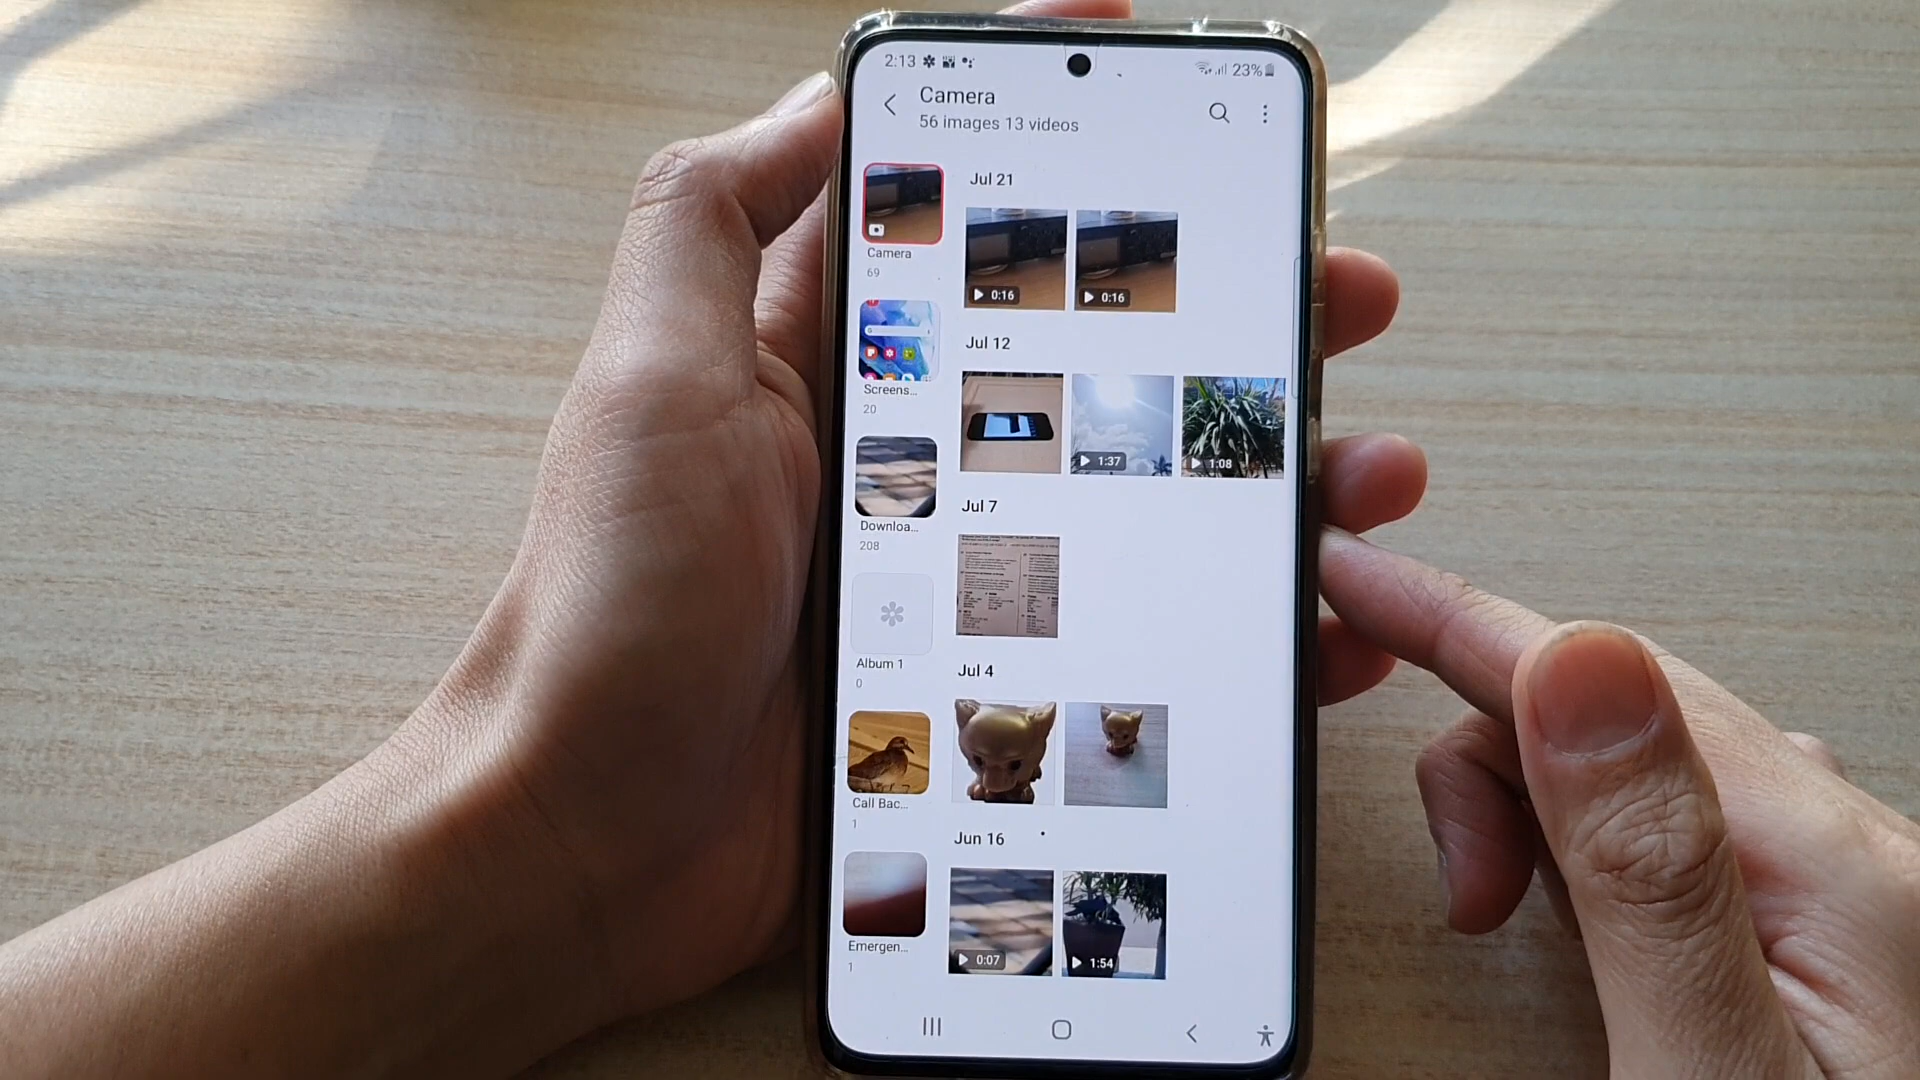 2:13
23%
Camera
56 images 13 videos
Camera
69
Screens...
20
Downloa...
208
Album 1
0
Call Bac...
1
Emergen...
1
Jul 21
0:16
0:16
Jul 12
1:37
1:08
Jul 7
Jul 4
Jun 16
0:07
1:54